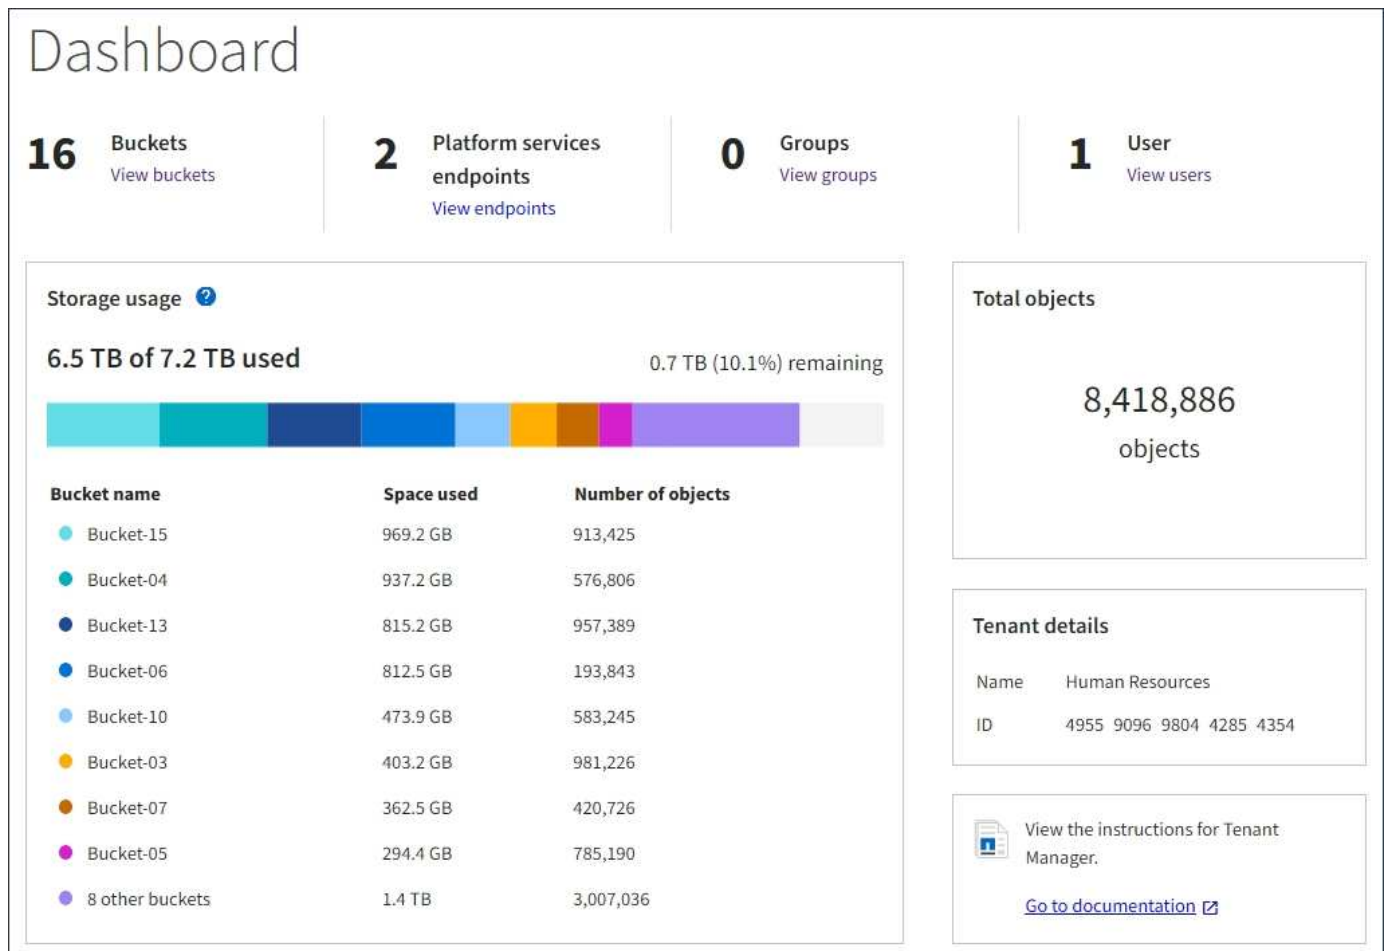 Dashboard
16 Buckets
View buckets
2 Platform services
endpoints
View endpoints
0 Groups
View groups
1 User
View users
Storage usage ?
6.5 TB of 7.2 TB used
0.7 TB (10.1%) remaining
Bucket name Space used Number of objects
Bucket-15 969.2 GB 913,425
Bucket-04 937.2 GB 576,806
Bucket-13 815.2 GB 957,389
Bucket-06 812.5 GB 193,843
Bucket-10 473.9 GB 583,245
Bucket-03 403.2 GB 981,226
Bucket-07 362.5 GB 420,726
Bucket-05 294.4 GB 785,190
8 other buckets 1.4 TB 3,007,036
Total objects
8,418,886
objects
Tenant details
Name Human Resources
ID 4955 9096 9804 4285 4354
View the instructions for Tenant
Manager.
Go to documentation